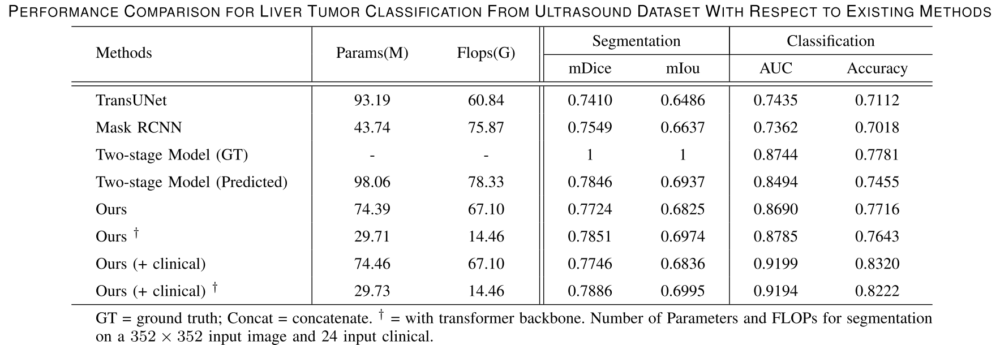 PERFORMANCE COMPARISON FOR LIVER TUMOR CLASSIFICATION FROM ULTRASOUND DATASET WITH RESPECT TO EXISTING METHODS
Methods Params(M) Flops(G) Segmentation Classification
mDice mIou AUC Accuracy
TransUNet 93.19 60.84 0.7410 0.6486 0.7435 0.7112
Mask RCNN 43.74 75.87 0.7549 0.6637 0.7362 0.7018
Two-stage Model (GT) - - 1 1 0.8744 0.7781
Two-stage Model (Predicted) 98.06 78.33 0.7846 0.6937 0.8494 0.7455
Ours 74.39 67.10 0.7724 0.6825 0.8690 0.7716
Ours † 29.71 14.46 0.7851 0.6974 0.8785 0.7643
Ours (+ clinical) 74.46 67.10 0.7746 0.6836 0.9199 0.8320
Ours (+ clinical) † 29.73 14.46 0.7886 0.6995 0.9194 0.8222
GT = ground truth; Concat = concatenate. † = with transformer backbone. Number of Parameters and FLOPs for segmentation
on a 352 × 352 input image and 24 input clinical.